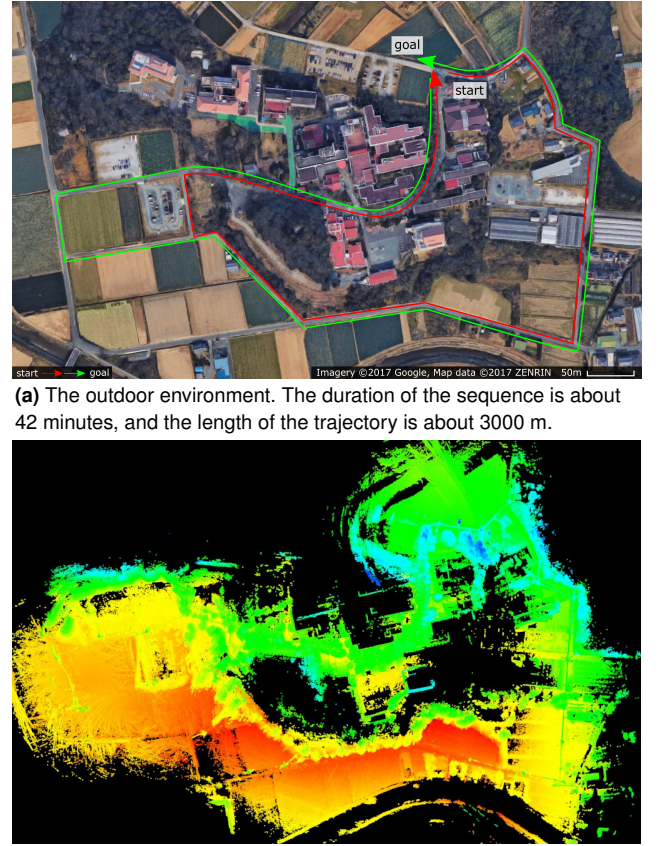 goal
start
start goal
Imagery ©2017 Google, Map data ©2017 ZENRIN 50m
(a) The outdoor environment. The duration of the sequence is about
42 minutes, and the length of the trajectory is about 3000 m.